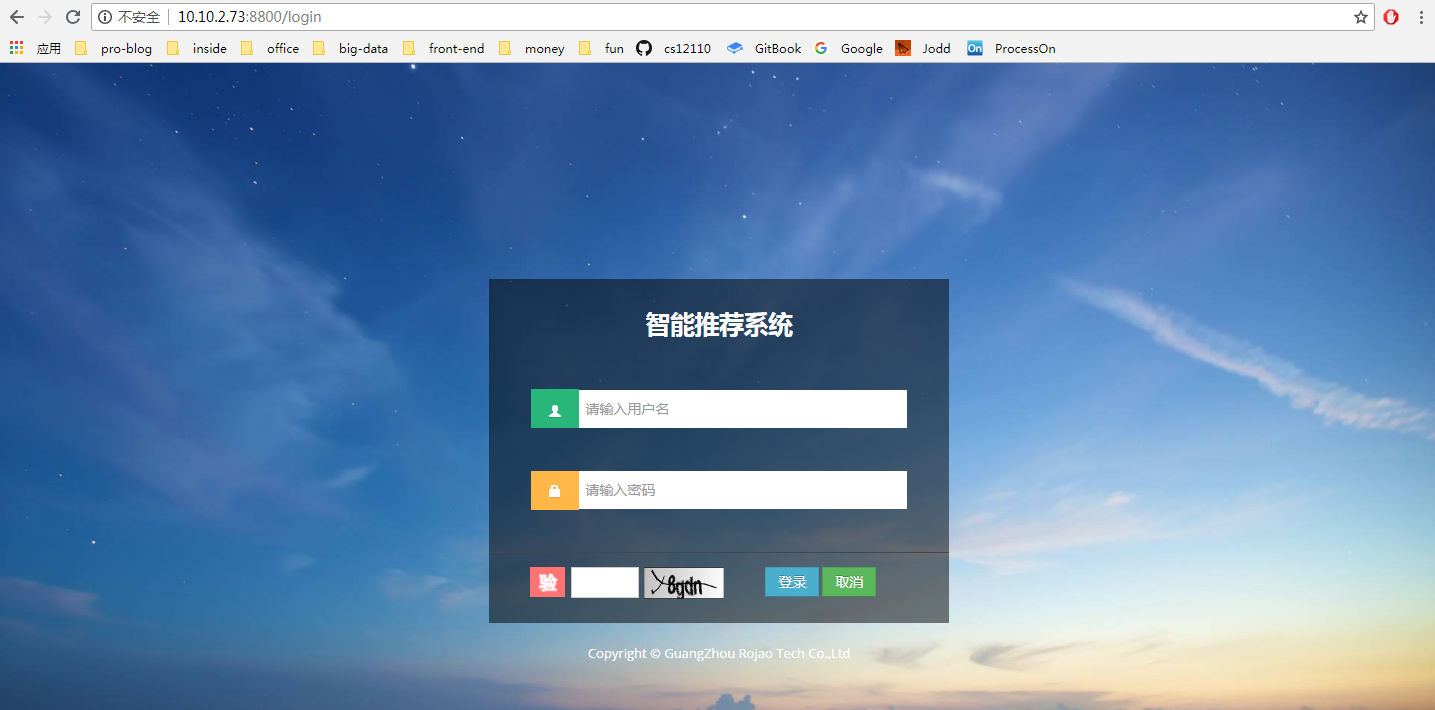 不安全 10.10.2.73:8800/login
应用 pro-blog inside office big-data front-end money fun cs12110 GitBook Google Jodd On ProcessOn
智能推荐系统
请输入用户名
请输入密码
验 登录 取消
Copyright © GuangZhou Rojao Tech Co.,Ltd